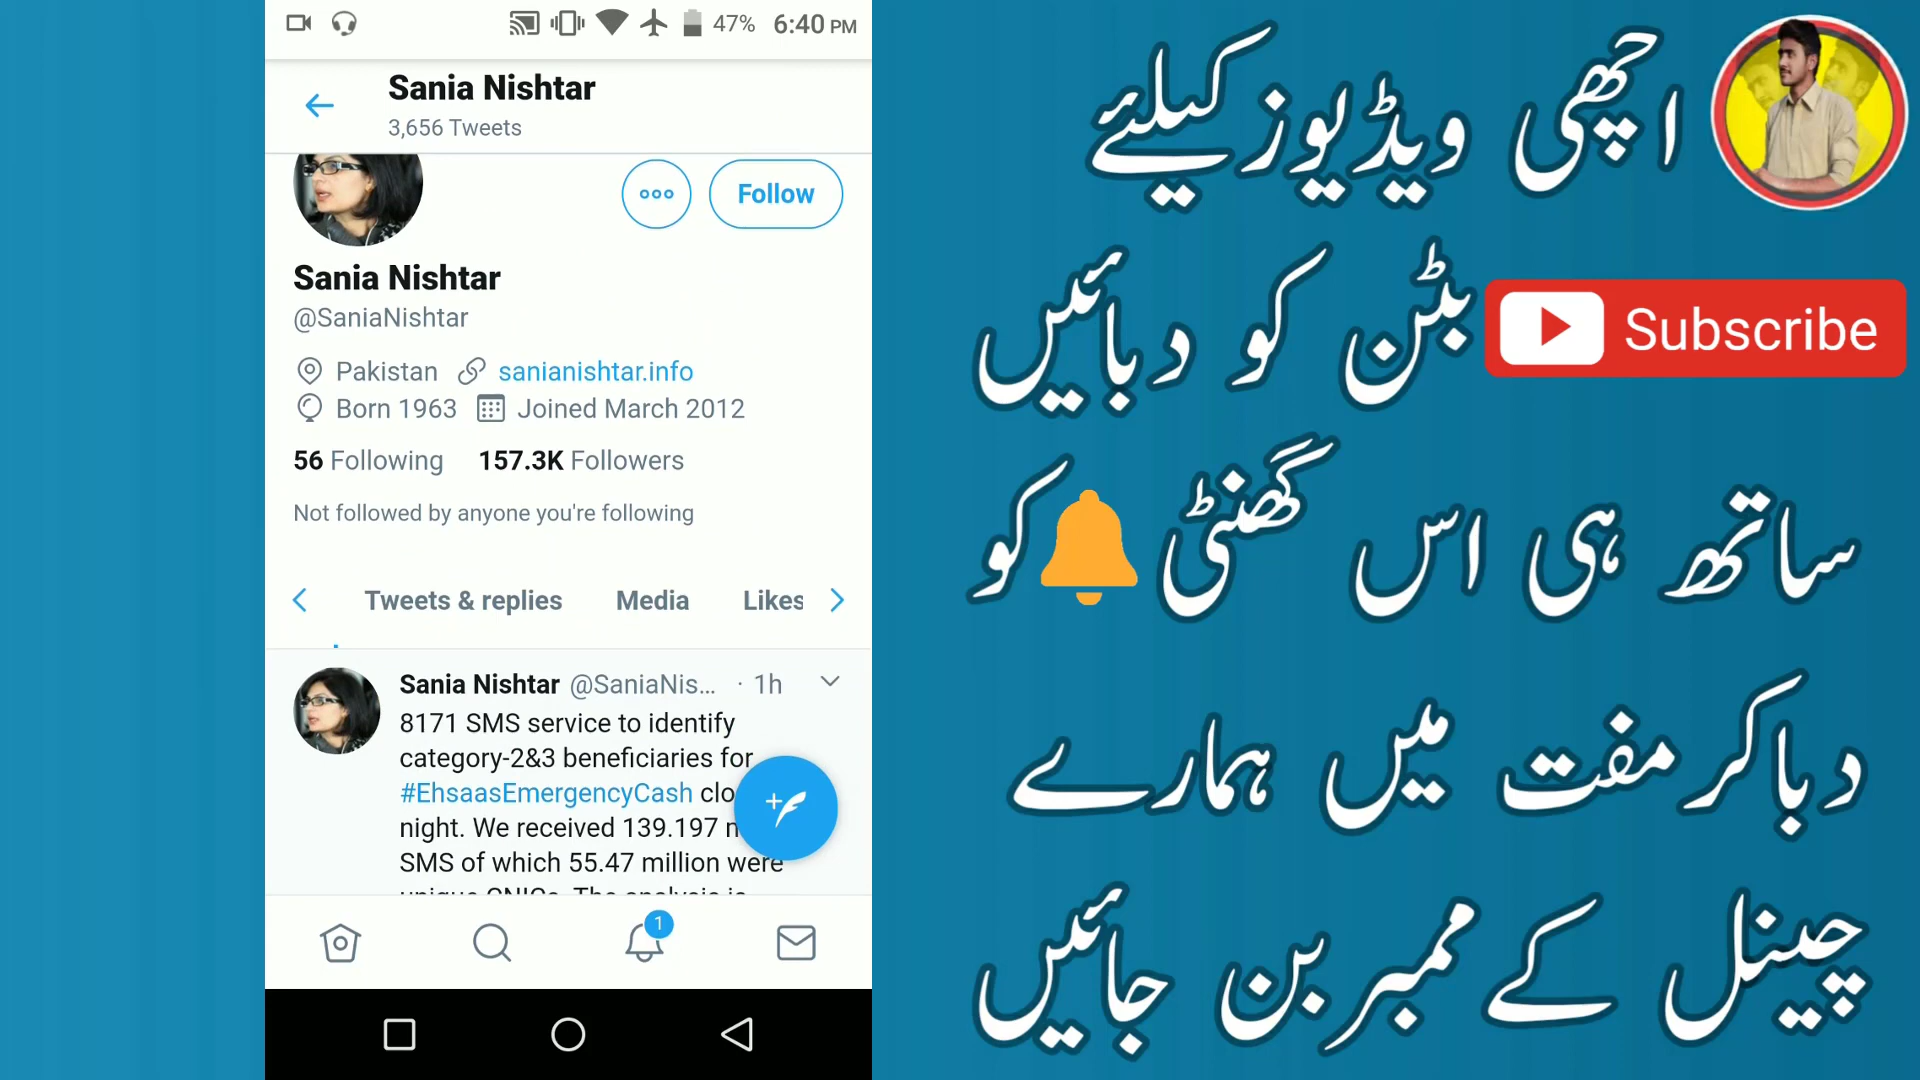 47% 6:40 PM
Sania Nishtar
3,656 Tweets
Follow
Sania Nishtar
@SaniaNishtar
Pakistan sanianishtar.info
Born 1963 Joined March 2012
56 Following 157.3K Followers
Not followed by anyone you're following
Tweets & replies Media Likes
Sania Nishtar @SaniaNis... · 1h
8171 SMS service to identify
category-2&3 beneficiaries for
#EhsaasEmergencyCash
night. We received 139.197
SMS of which 55.47 million were
1
اچھی ویڈیوز کیلئے
Subscribe بٹن کو دبائیں
ساتھ ہی اس گھنٹی کو
دبا کر مفت میں ہمارے
چینل کے ممبر بن جائیں